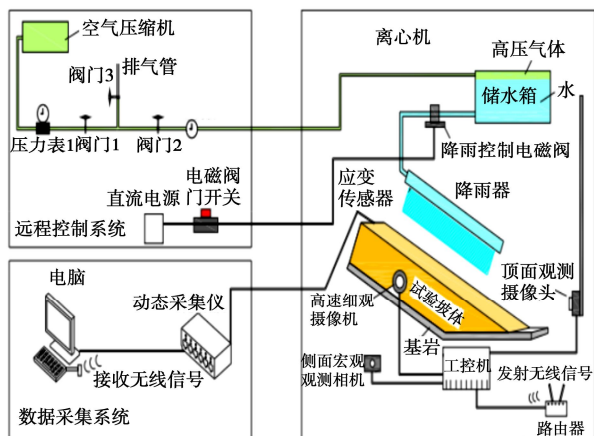 空气压缩机
排气管
阀门3
压力表1
阀门1
阀门2
直流电源
电磁阀
门开关
远程控制系统
离心机
高压气体
储水箱
水
降雨控制电磁阀
应变
传感器
降雨器
顶面观测
摄像头
高速细观
摄像机
试验坡体
基岩
侧面宏观
观测相机
工控机
发射无线信号
路由器
电脑
动态采集仪
接收无线信号
数据采集系统